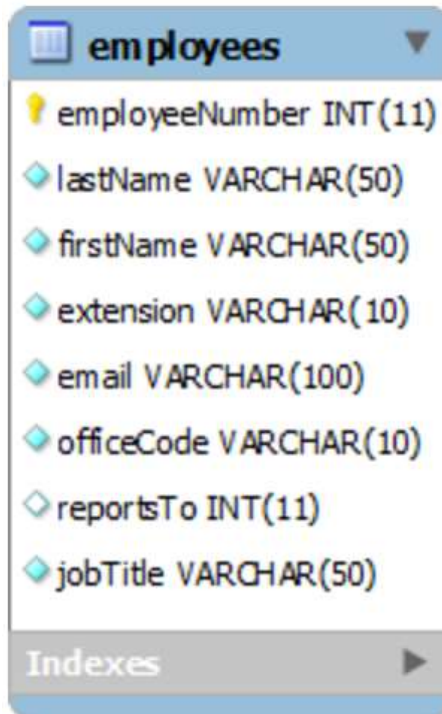 employees
employeeNumber INT(11)
lastName VARCHAR(50)
firstName VARCHAR(50)
extension VARCHAR(10)
email VARCHAR(100)
officeCode VARCHAR(10)
reportsTo INT(11)
jobTitle VARCHAR(50)
Indexes